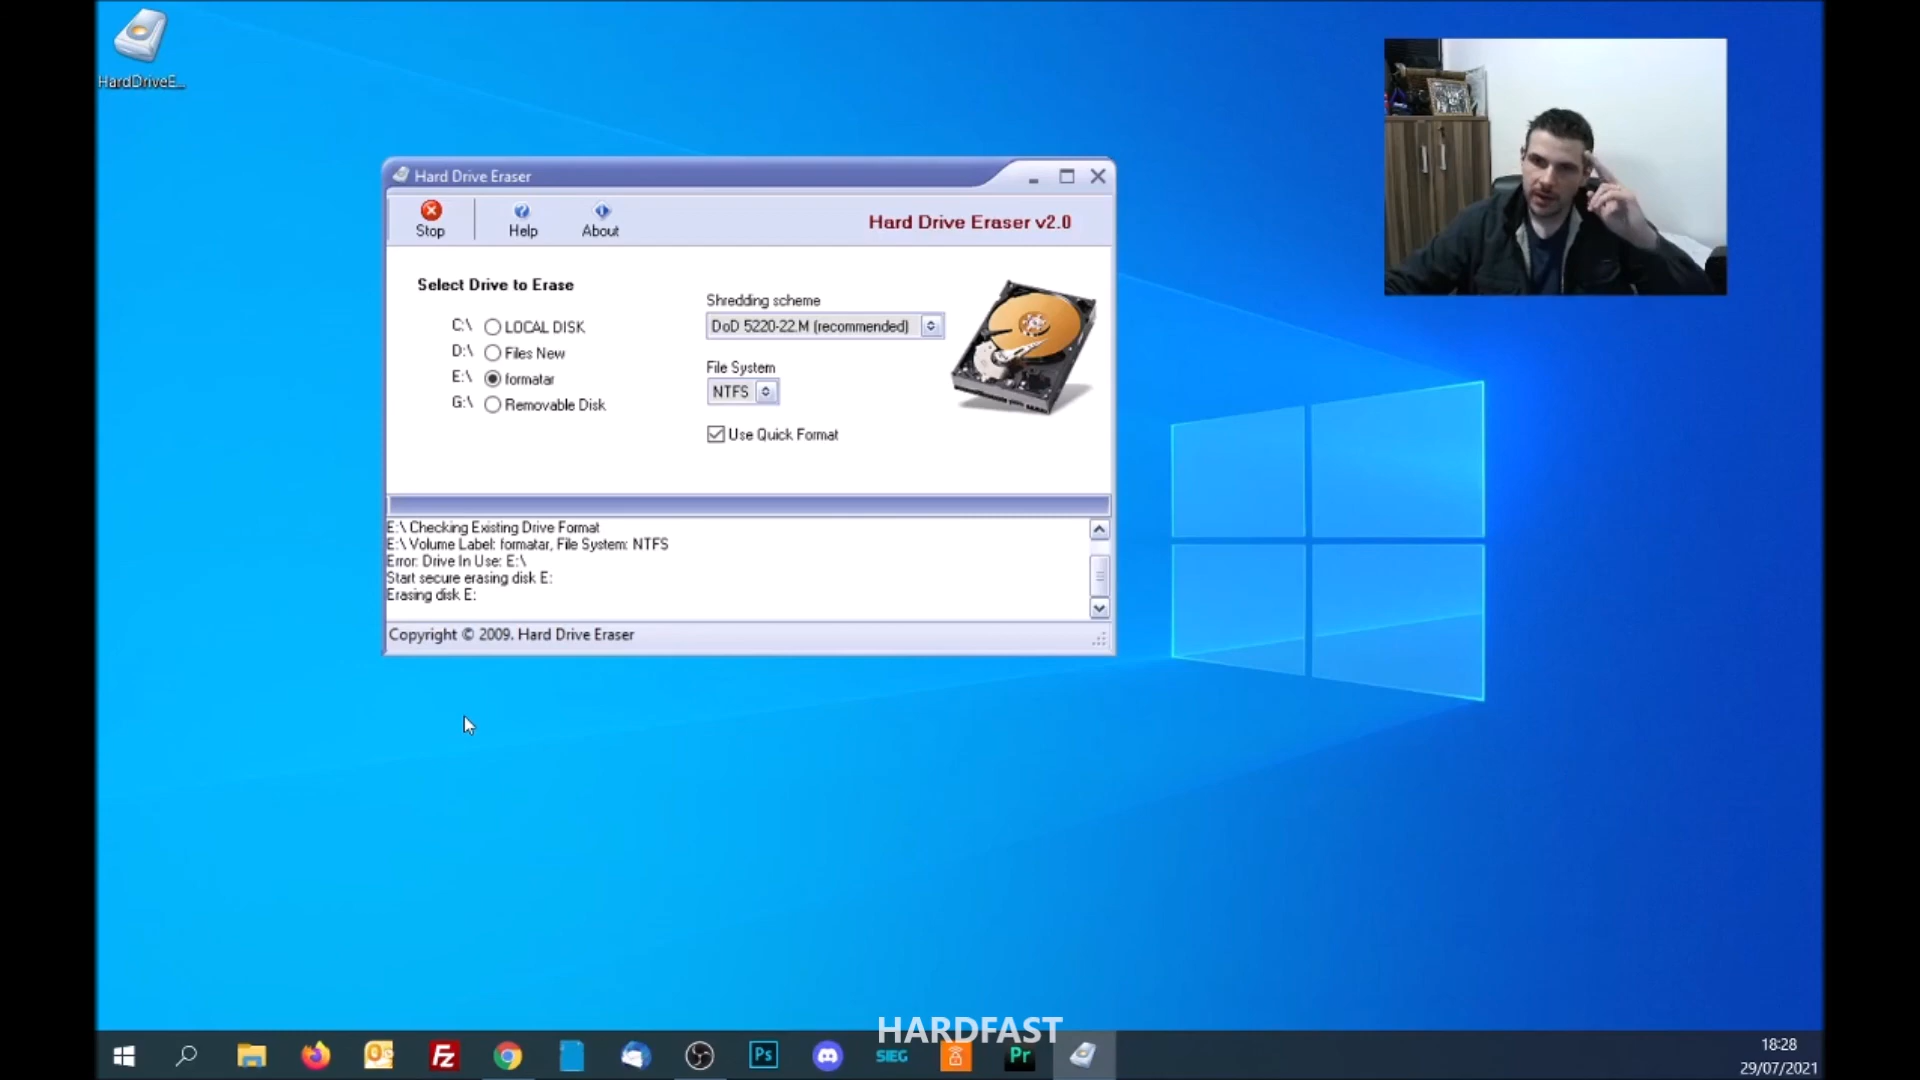 HardDriveE...
Hard Drive Eraser
Stop
Help
About
Hard Drive Eraser v2.0
Select Drive to Erase
C:\ LOCAL DISK
D:\ Files New
E:\ formatar
G:\ Removable Disk
Shredding scheme
DoD 5220-22.M (recommended)
File System
NTFS
Use Quick Format
E:\ Checking Existing Drive Format
E:\ Volume Label: formatar, File System: NTFS
Error: Drive In Use: E:\
Start secure erasing disk E:
Erasing disk E:
Copyright © 2009. Hard Drive Eraser
HARDFAST
Fz
Ps
SIEG
Pr
18:28
29/07/2021